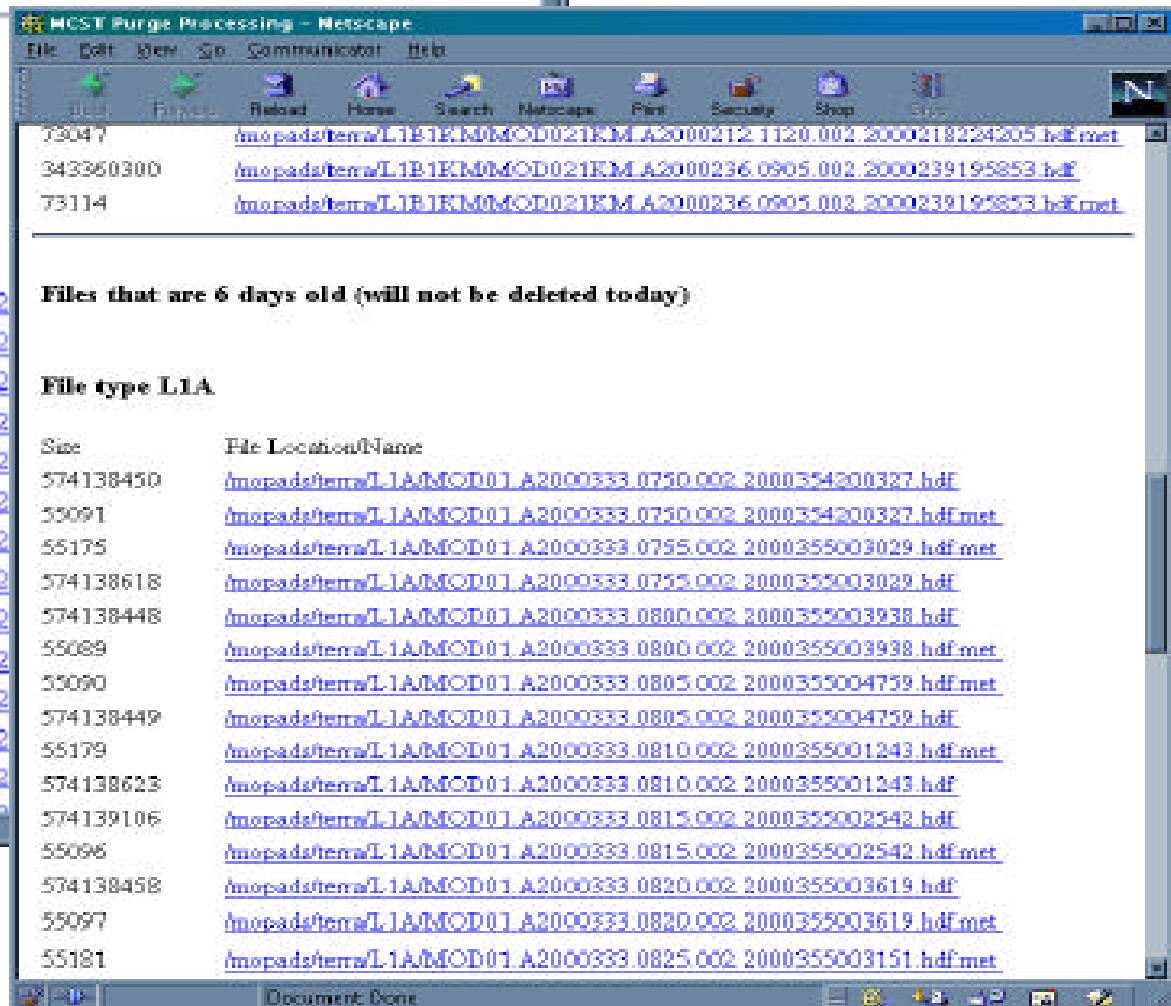 MCST Purge Processing - Netscape
File Edit View Go Communicator Help
Back Forward Reload Home Search Netscape Print Security Shop Stop
N
73047 /mopads/terra/L1B1KM/MOD021KM.A2000212.1120.002.2000218224205.hdf.met
343360300 /mopads/terra/L1B1KM/MOD021KM.A2000236.0905.002.2000239195853.hdf
73114 /mopads/terra/L1B1KM/MOD021KM.A2000236.0905.002.2000239195853.hdf.met
Files that are 6 days old (will not be deleted today)
File type L1A
Size File Location/Name
574138450 /mopads/terra/L1A/MOD01.A2000333.0750.002.2000354200327.hdf
55091 /mopads/terra/L1A/MOD01.A2000333.0750.002.2000354200327.hdf.met
55175 /mopads/terra/L1A/MOD01.A2000333.0755.002.2000355003029.hdf.met
574138618 /mopads/terra/L1A/MOD01.A2000333.0755.002.2000355003029.hdf
574138448 /mopads/terra/L1A/MOD01.A2000333.0800.002.2000355003938.hdf
55089 /mopads/terra/L1A/MOD01.A2000333.0800.002.2000355003938.hdf.met
55090 /mopads/terra/L1A/MOD01.A2000333.0805.002.2000355004759.hdf.met
574138449 /mopads/terra/L1A/MOD01.A2000333.0805.002.2000355004759.hdf
55179 /mopads/terra/L1A/MOD01.A2000333.0810.002.2000355001243.hdf.met
574138623 /mopads/terra/L1A/MOD01.A2000333.0810.002.2000355001243.hdf
574139106 /mopads/terra/L1A/MOD01.A2000333.0815.002.2000355002542.hdf
55096 /mopads/terra/L1A/MOD01.A2000333.0815.002.2000355002542.hdf.met
574138458 /mopads/terra/L1A/MOD01.A2000333.0820.002.2000355003619.hdf
55097 /mopads/terra/L1A/MOD01.A2000333.0820.002.2000355003619.hdf.met
55181 /mopads/terra/L1A/MOD01.A2000333.0825.002.2000355003151.hdf.met
Document: Done